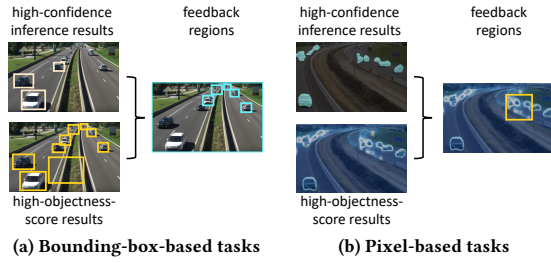 high-confidence
inference results
feedback
regions
high-objectness-
score results
(a) Bounding-box-based tasks
high-confidence
inference results
feedback
regions
high-objectness-
score results
(b) Pixel-based tasks